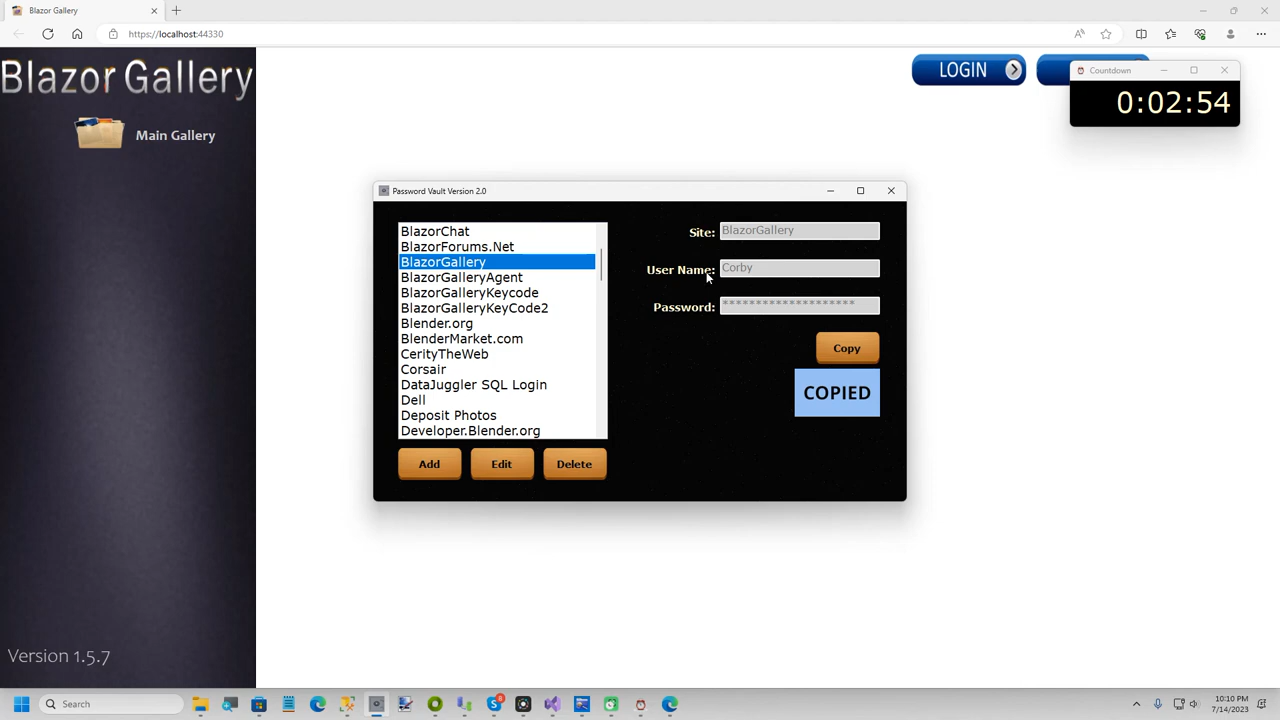 Blazor Gallery
https://localhost:44330
Blazor Gallery
Main Gallery
LOGIN
Countdown
0:02:54
Password Vault Version 2.0
BlazorChat
BlazorForums.Net
BlazorGallery
BlazorGalleryAgent
BlazorGalleryKeycode
BlazorGalleryKeyCode2
Blender.org
BlenderMarket.com
CerityTheWeb
Corsair
DataJuggler SQL Login
Dell
Deposit Photos
Developer.Blender.org
Site: BlazorGallery
User Name: Corby
Password: ********************
Copy
COPIED
Add Edit Delete
Version 1.5.7
Search
8
10:10 PM
7/14/2023